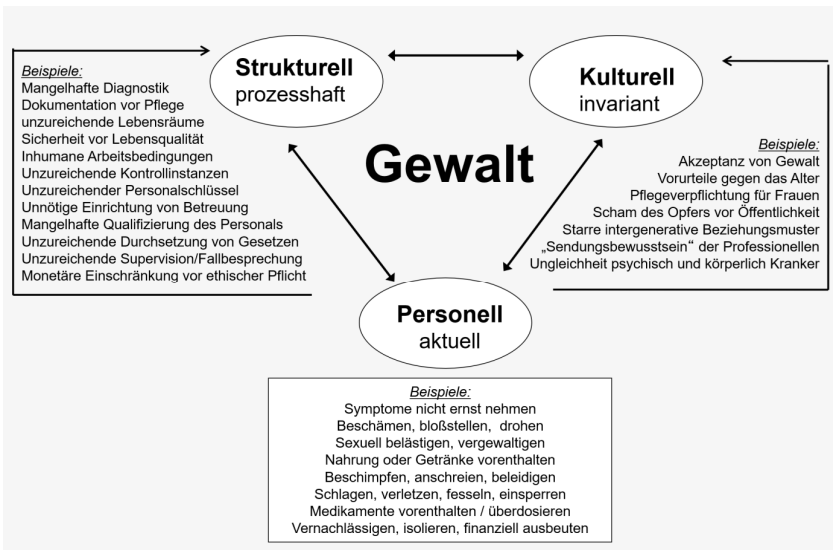 Strukturell
prozesshaft
Kulturell
invariant
Gewalt
Beispiele:
Mangelhafte Diagnostik
Dokumentation vor Pflege
unzureichende Lebensräume
Sicherheit vor Lebensqualität
Inhumane Arbeitsbedingungen
Unzureichende Kontrollinstanzen
Unzureichender Personalschlüssel
Unnötige Einrichtung von Betreuung
Mangelhafte Qualifizierung des Personals
Unzureichende Durchsetzung von Gesetzen
Unzureichende Supervision/Fallbesprechung
Monetäre Einschränkung vor ethischer Pflicht
Beispiele:
Akzeptanz von Gewalt
Vorurteile gegen das Alter
Pflegeverpflichtung für Frauen
Scham des Opfers vor Öffentlichkeit
Starre intergenerative Beziehungsmuster
„Sendungsbewusstsein“ der Professionellen
Ungleichheit psychisch und körperlich Kranker
Personell
aktuell
Beispiele:
Symptome nicht ernst nehmen
Beschämen, bloßstellen, drohen
Sexuell belästigen, vergewaltigen
Nahrung oder Getränke vorenthalten
Beschimpfen, anschreien, beleidigen
Schlagen, verletzen, fesseln, einsperren
Medikamente vorenthalten / überdosieren
Vernachlässigen, isolieren, finanziell ausbeuten